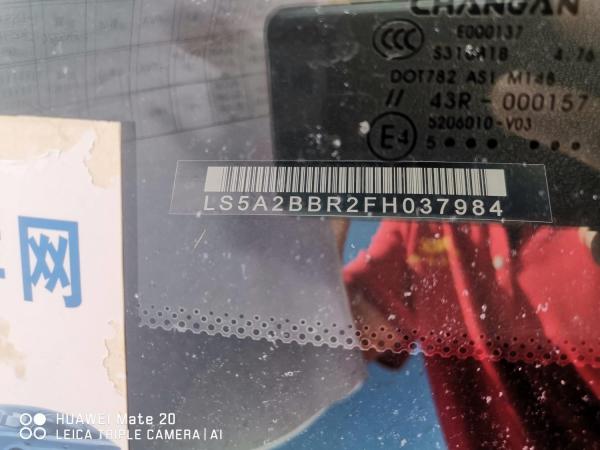 CHANGAN
E000137
DOT782 AS1 M148
// 43R - 000157
E4
5206010-V03
LS5A2BBR2FH037984
网
HUAWEI Mate 20
LEICA TRIPLE CAMERA | AI